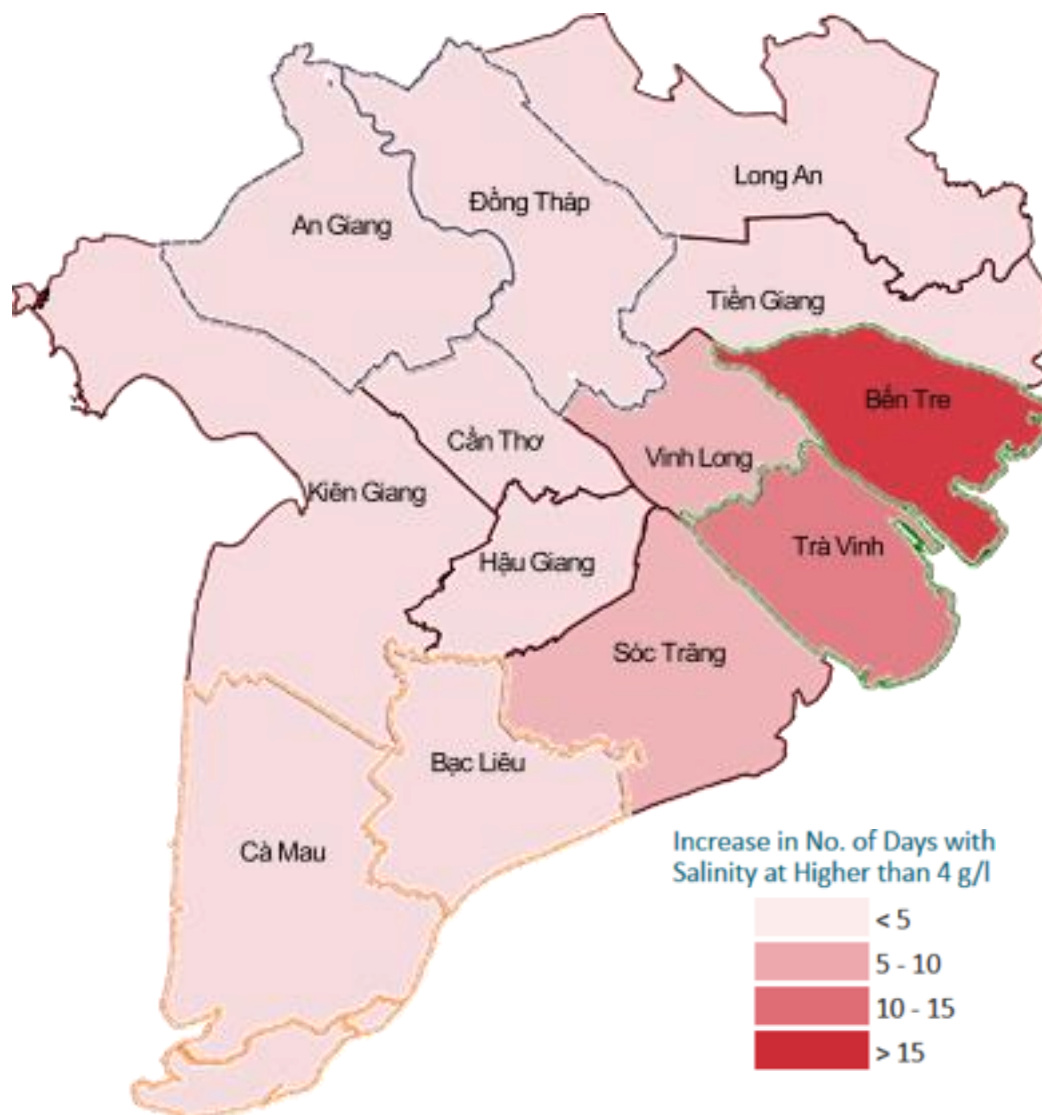 Long An
Đồng Tháp
An Giang
Tiền Giang
Bến Tre
Cần Thơ
Vinh Long
Kiên Giang
Trà Vinh
Hậu Giang
Sóc Trăng
Bạc Liêu
Cà Mau
Increase in No. of Days with
Salinity at Higher than 4 g/l
< 5
5 - 10
10 - 15
> 15